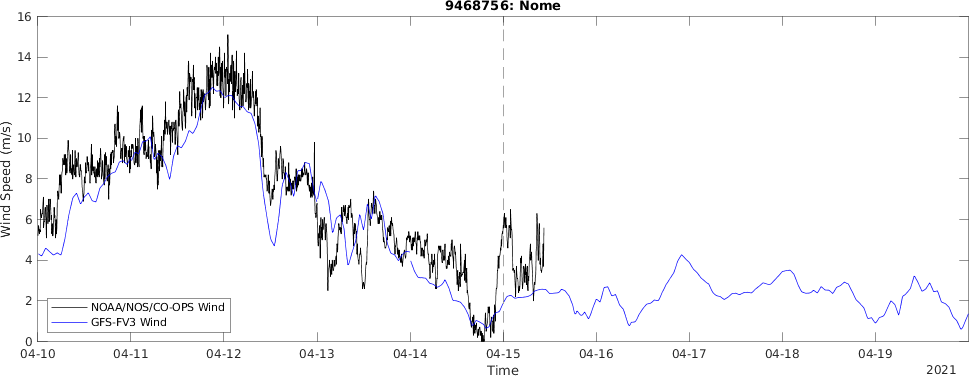 9468756: Nome
16
14
12
10
8
6
4
2
0
Wind Speed (m/s)
NOAA/NOS/CO-OPS Wind
GFS-FV3 Wind
04-10 04-11 04-12 04-13 04-14 04-15 04-16 04-17 04-18 04-19
Time
2021